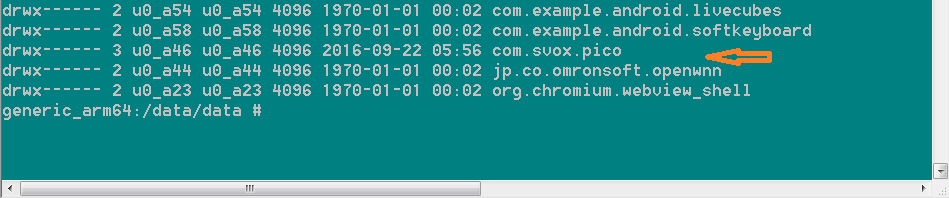 drwx------ 2 u0_a54 u0_a54 4096 1970-01-01 00:02 com.example.android.livecubes
drwx------ 2 u0_a58 u0_a58 4096 1970-01-01 00:02 com.example.android.softkeyboard
drwx------ 3 u0_a46 u0_a46 4096 2016-09-22 05:56 com.svox.pico
drwx------ 2 u0_a44 u0_a44 4096 1970-01-01 00:02 jp.co.omronsoft.openwnn
drwx------ 2 u0_a23 u0_a23 4096 1970-01-01 00:02 org.chromium.webview_shell
generic_arm64:/data/data #